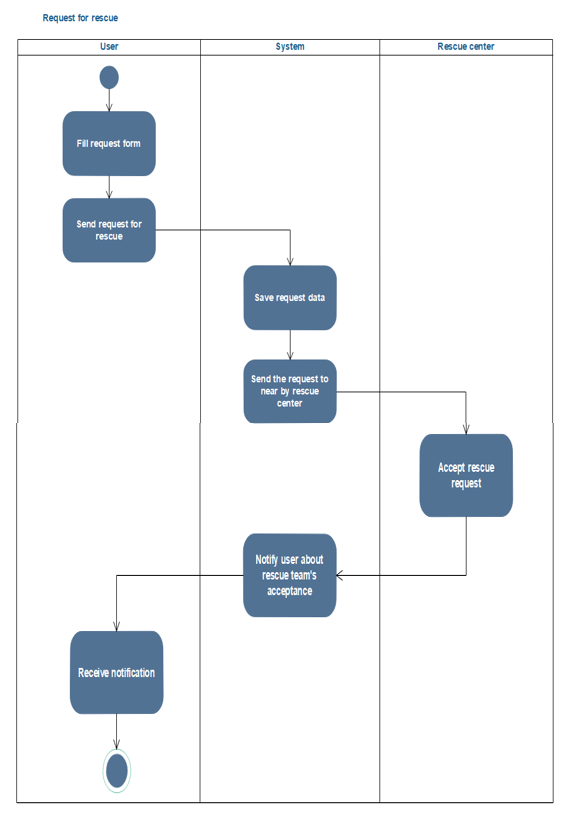 Request for rescue
User
System
Rescue center
Fill request form
Send request for
rescue
Save request data
Send the request to
near by rescue
center
Accept rescue
request
Notify user about
rescue team's
acceptance
Receive notification